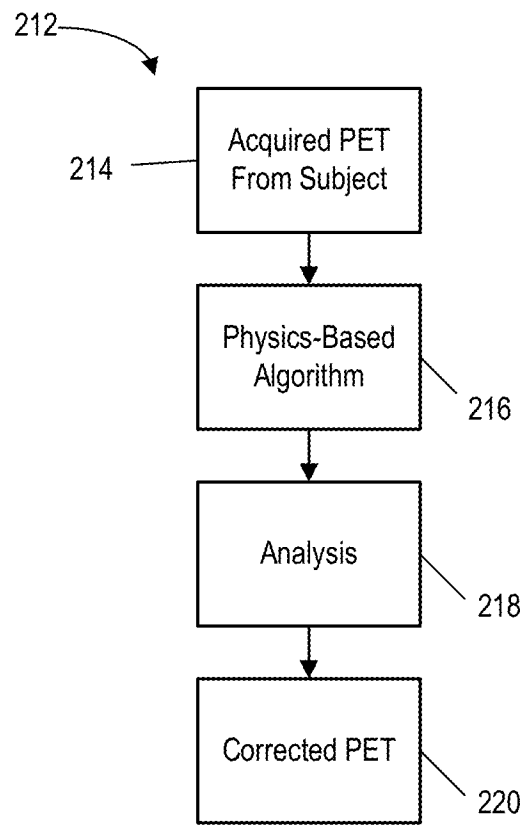 212
Acquired PET
From Subject
214
Physics-Based
Algorithm
216
Analysis
218
Corrected PET
220